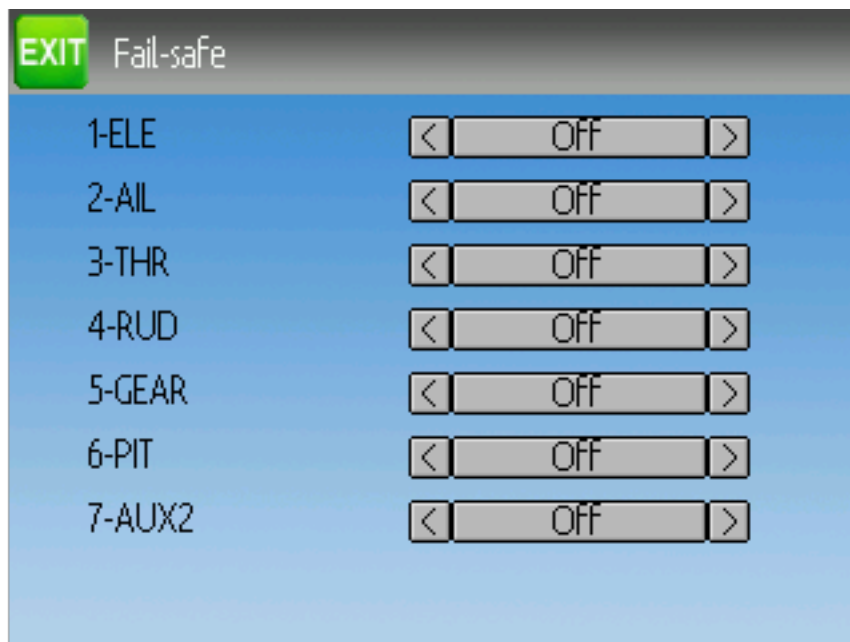 EXIT Fail-safe
1-ELE < Off >
2-AIL < Off >
3-THR < Off >
4-RUD < Off >
5-GEAR < Off >
6-PIT < Off >
7-AUX2 < Off >